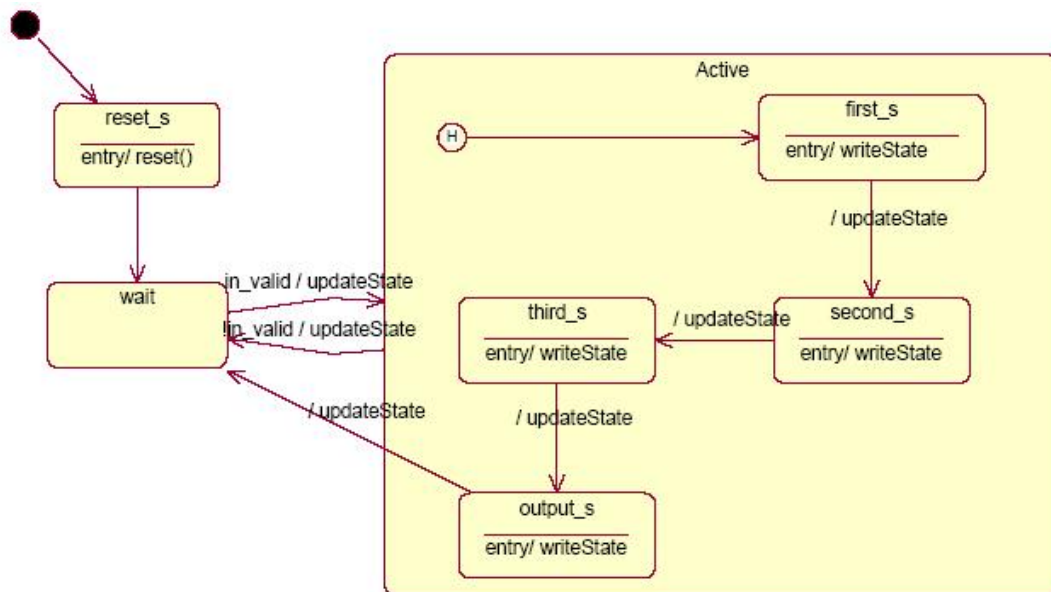 Active
reset_s
entry/ reset()
H
first_s
entry/ writeState
/ updateState
in_valid / updateState
wait
!in_valid / updateState
third_s
entry/ writeState
/ updateState
second_s
entry/ writeState
/ updateState
/ updateState
output_s
entry/ writeState